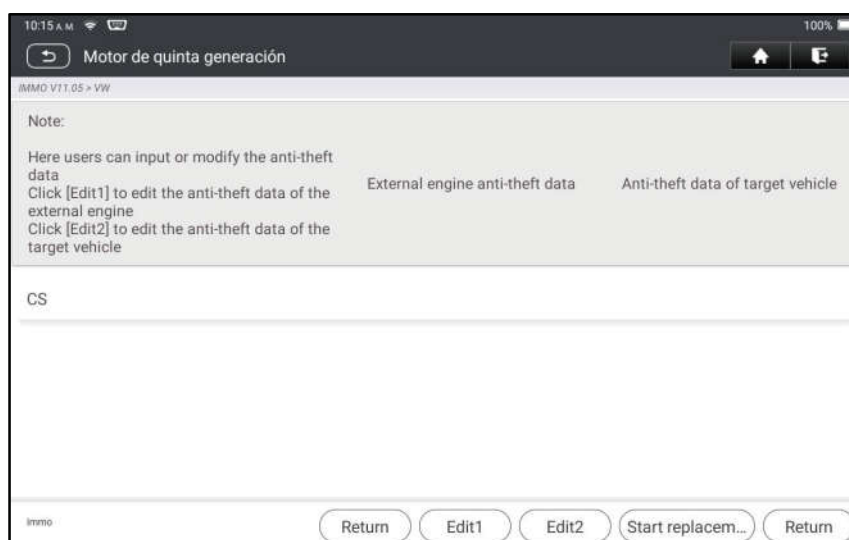 10:15 A M 100%
Motor de quinta generación
IMMO V11.05 > VW
Note:
Here users can input or modify the anti-theft
data
Click [Edit1] to edit the anti-theft data of the
external engine
Click [Edit2] to edit the anti-theft data of the
target vehicle
External engine anti-theft data
Anti-theft data of target vehicle
CS
Immo
Return
Edit1
Edit2
Start replacem...
Return